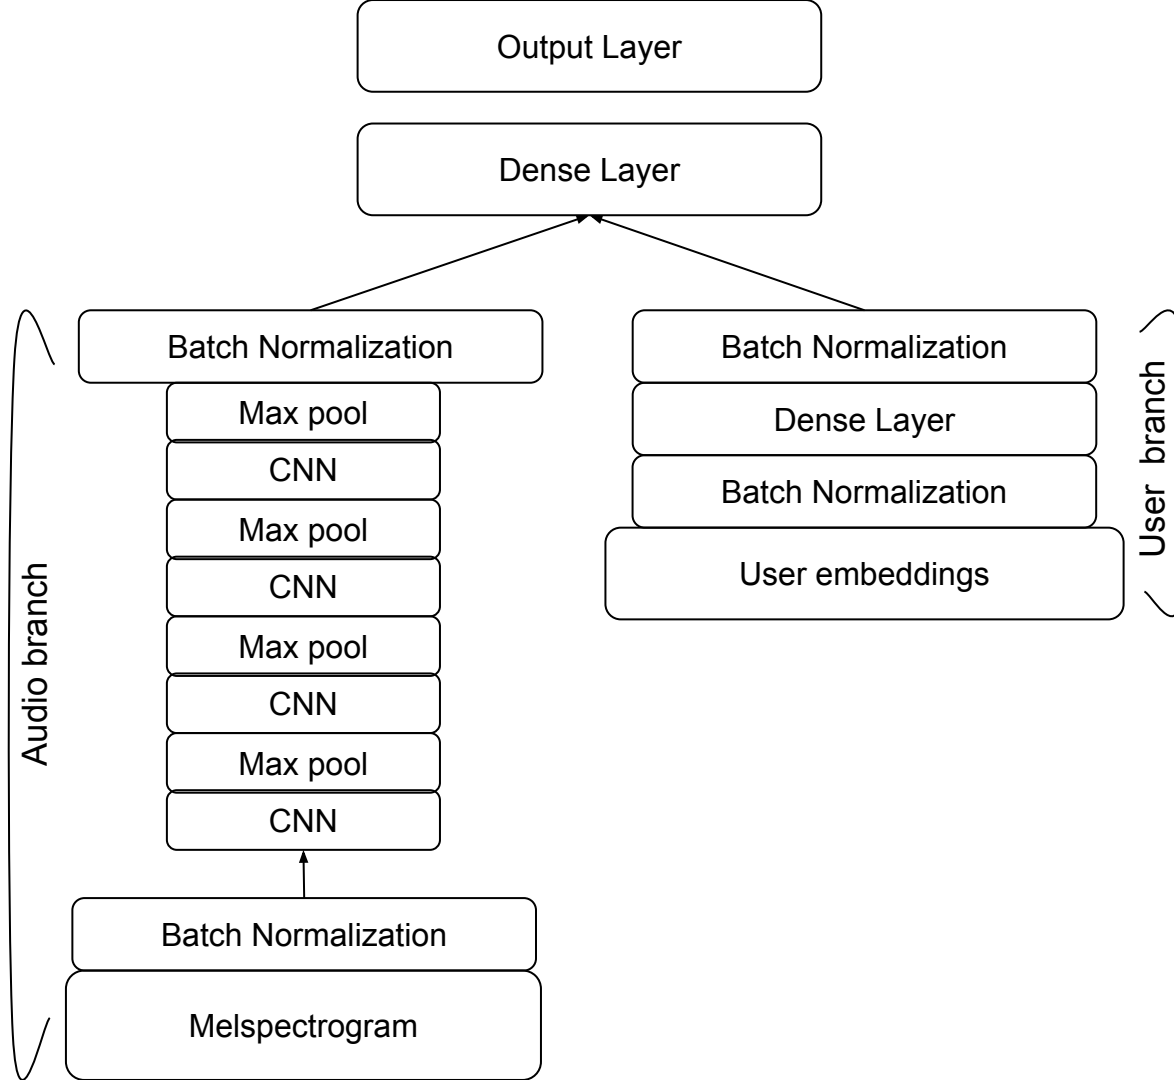 Output Layer
Dense Layer
Audio branch
Batch Normalization
Max pool
CNN
Max pool
CNN
Max pool
CNN
Max pool
CNN
Batch Normalization
Melspectrogram
Batch Normalization
Dense Layer
Batch Normalization
User embeddings
User branch